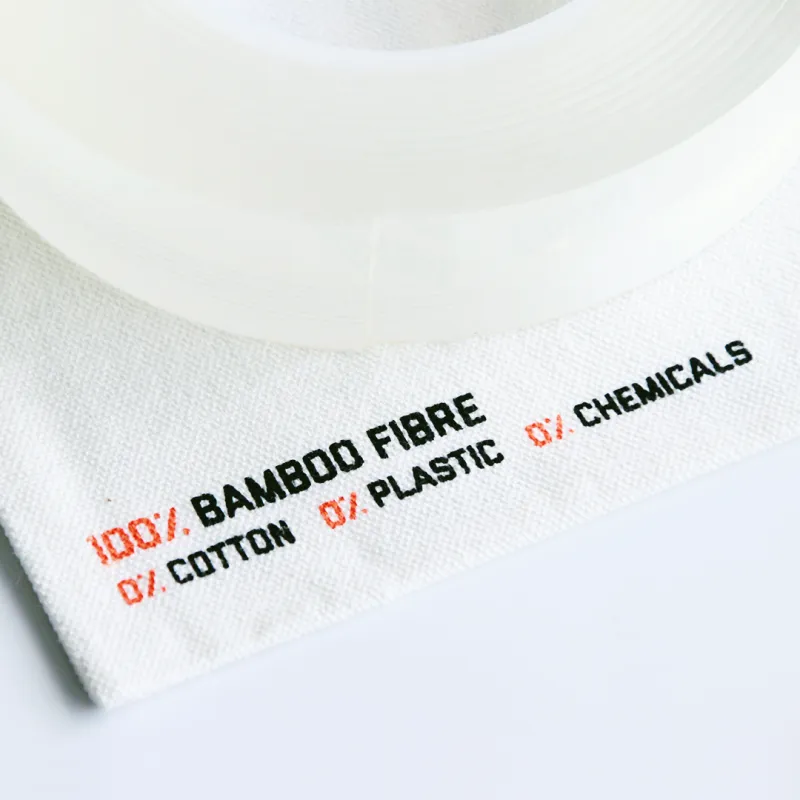 100% BAMBOO FIBRE
0% COTTON 0% PLASTIC 0% CHEMICALS